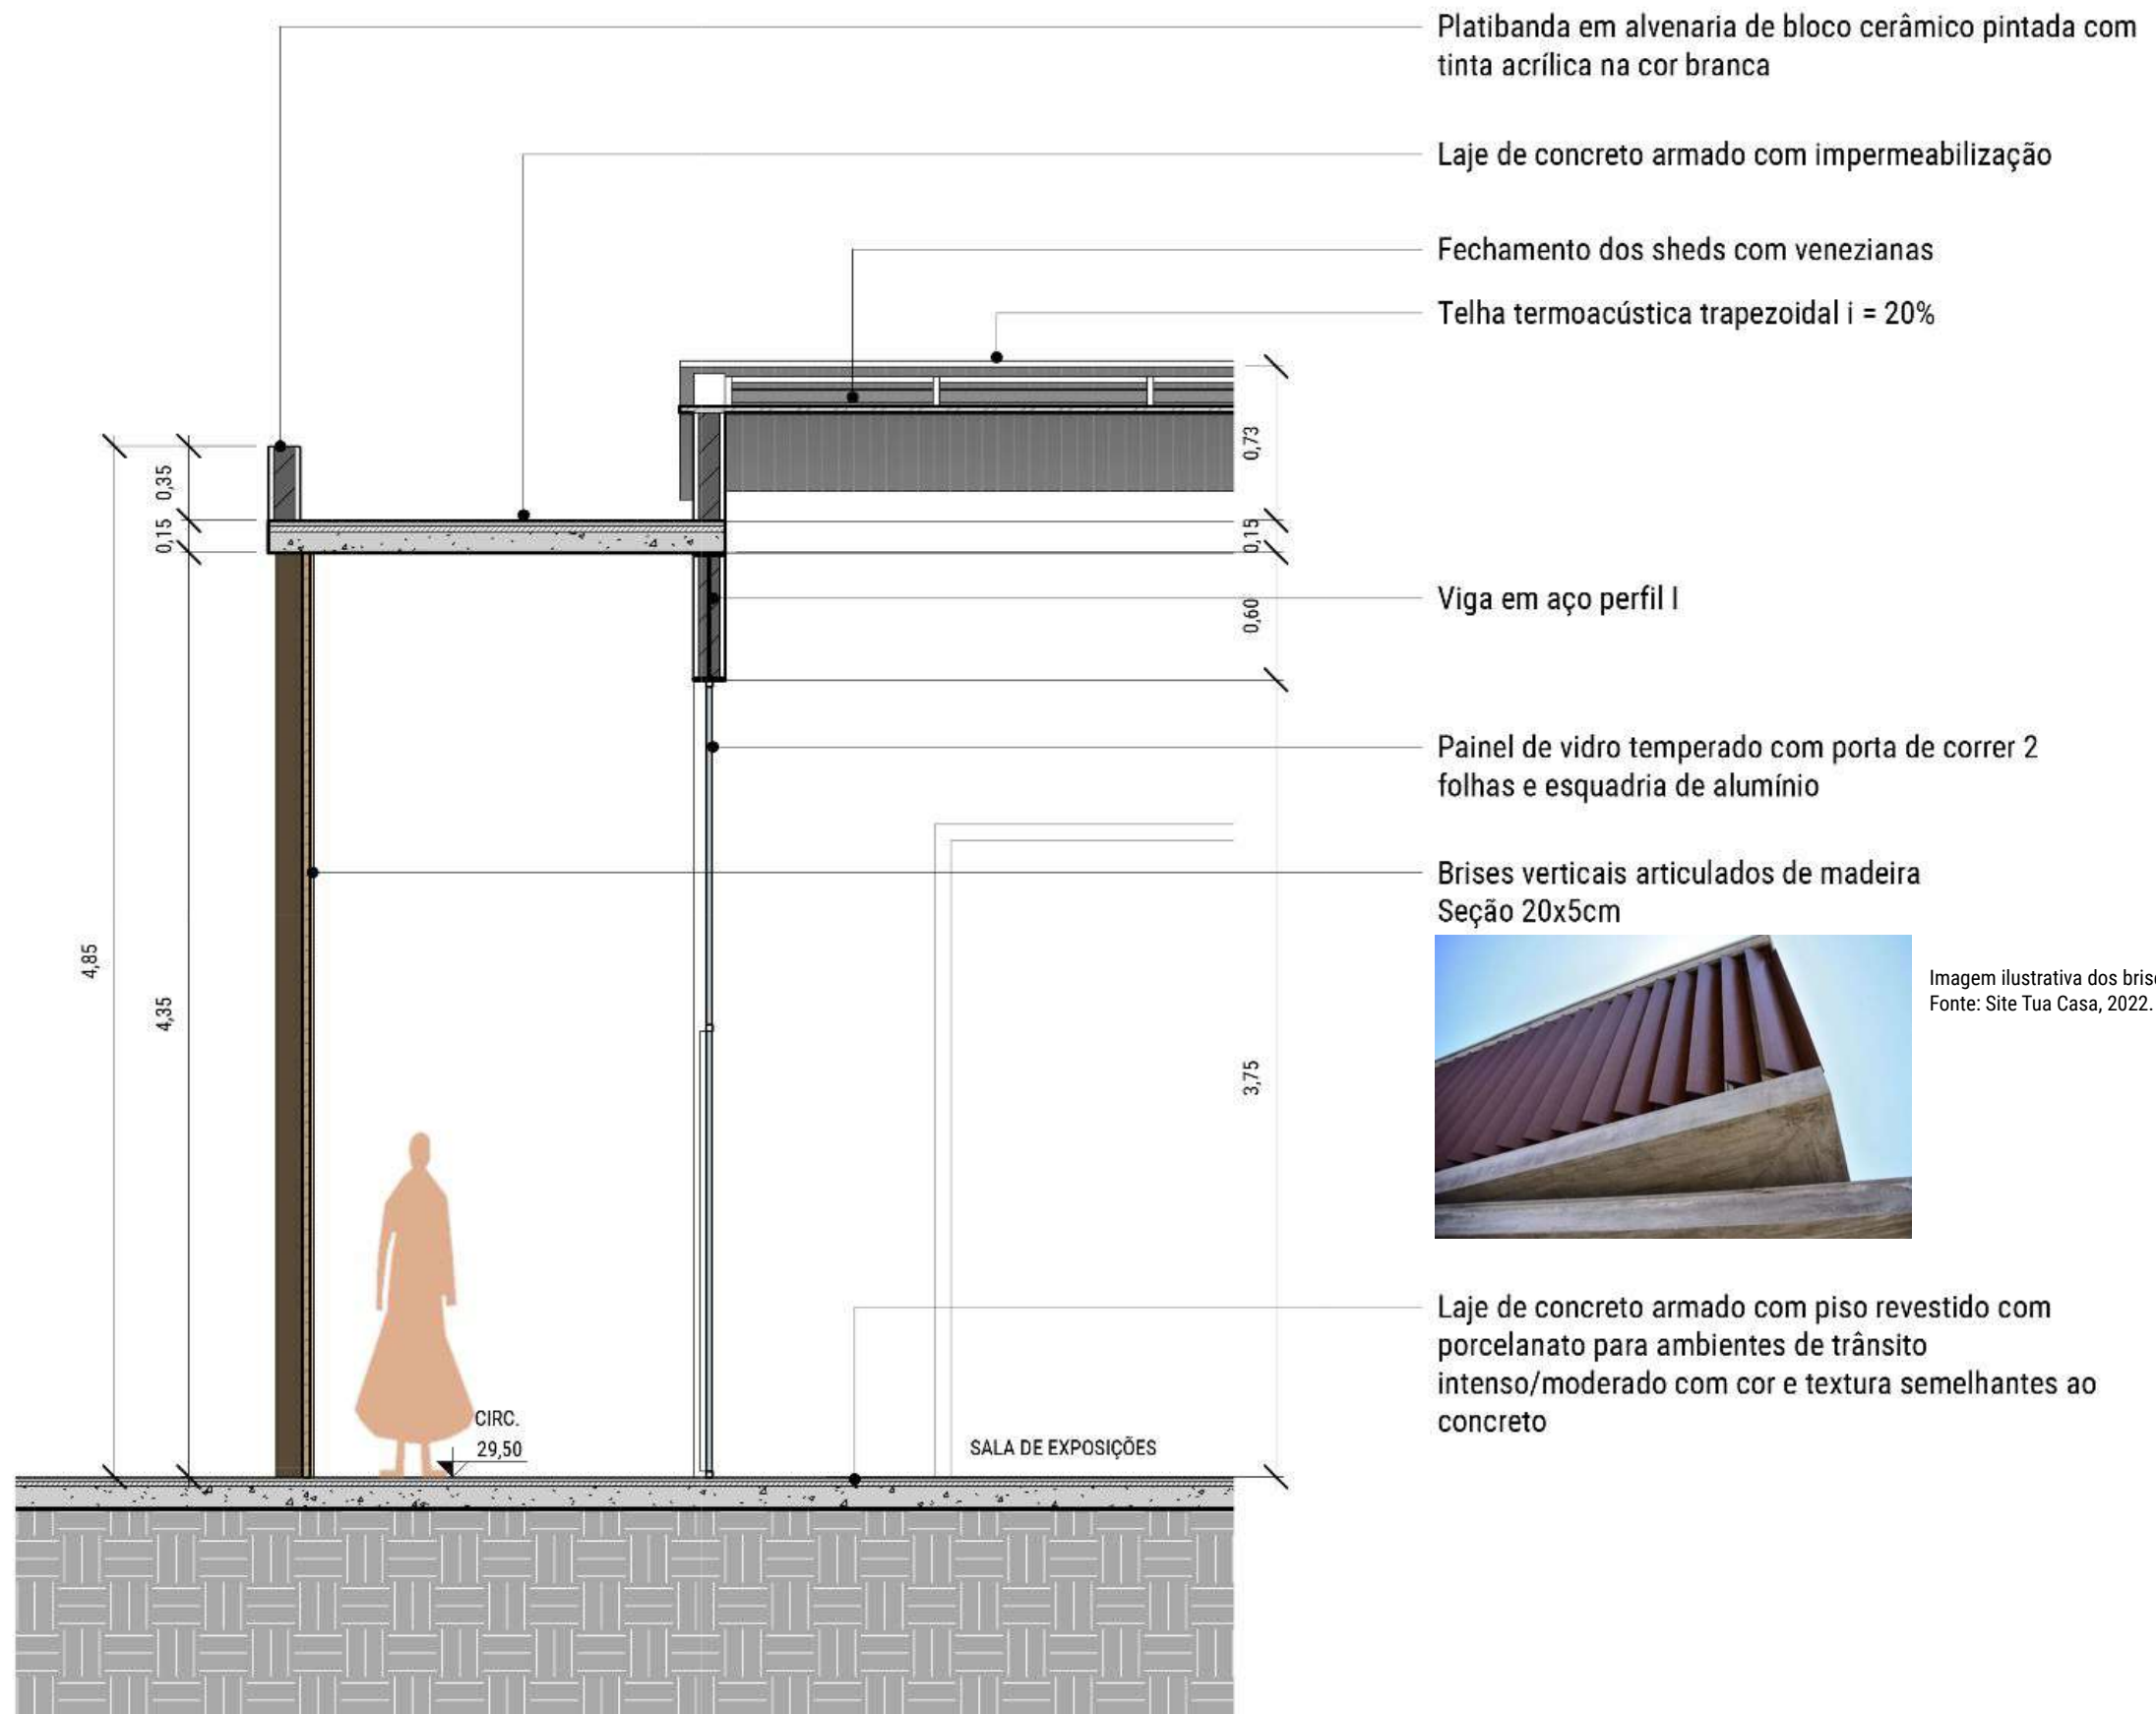 Platibanda em alvenaria de bloco cerâmico pintada com
tinta acrílica na cor branca
Laje de concreto armado com impermeabilização
Fechamento dos sheds com venezianas
Telha termoacústica trapezoidal i = 20%
0,73
0,35
0,15
0,15
Viga em aço perfil I
0,60
Painel de vidro temperado com porta de correr 2
folhas e esquadria de alumínio
Brises verticais articulados de madeira
Seção 20x5cm
4,85
4,35
3,75
Imagem ilustrativa dos
Fonte: Site Tua Casa, 2022.
Laje de concreto armado com piso revestido com
porcelanato para ambientes de trânsito
intenso/moderado com cor e textura semelhantes ao
concreto
CIRC.
29,50
SALA DE EXPOSIÇÕES